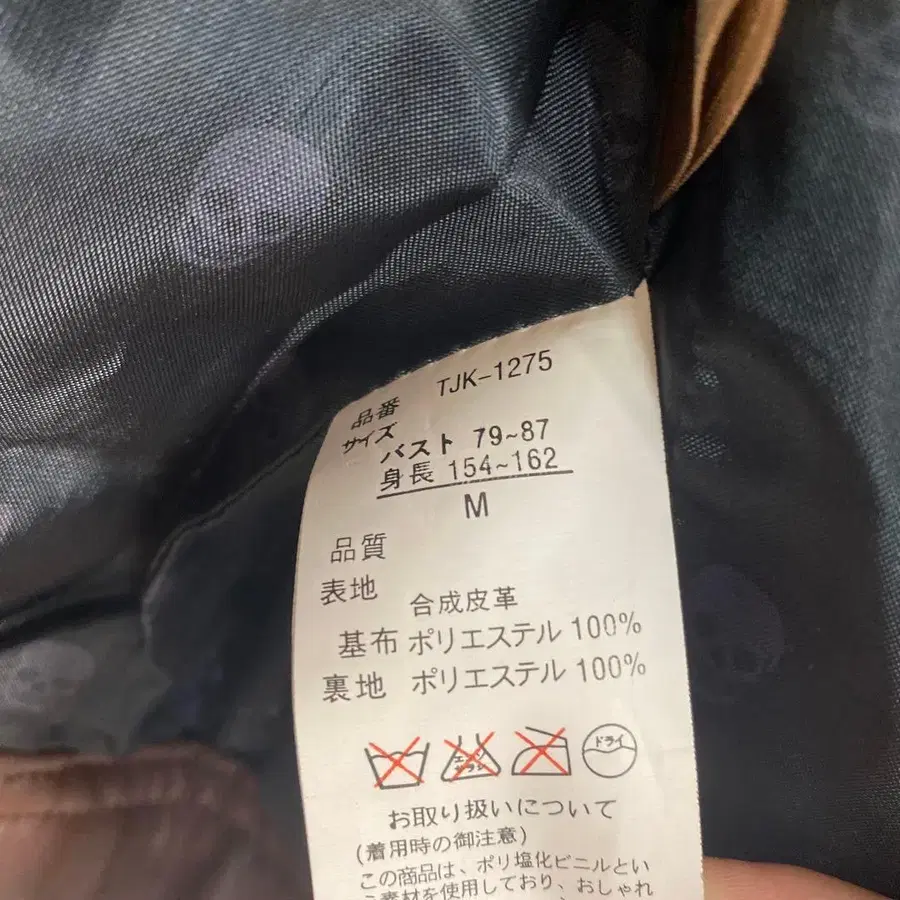 品番 TJK-1275
サイズ
バスト 79~87
身長 154~162
M
品質
表地 合成皮革
基布 ポリエステル 100%
裏地 ポリエステル 100%
ドライ
お取り扱いについて
(着用時の御注意)
この商品は、ポリ塩化ビニルとい
う素材を使用しており、おしゃれ